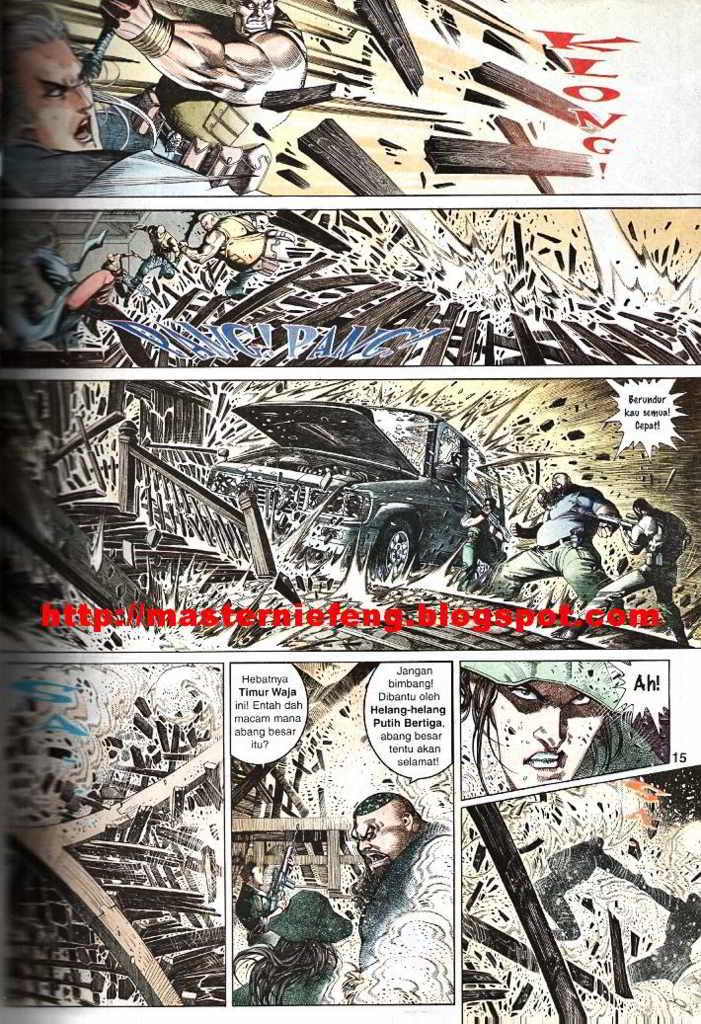 KLONG!
PANG! PANG!
Berundur
kau semua!
Cepat!
http://masterniefeng.blogspot.com
Hebatnya
Timur Waja
ini! Entah dah
macam mana
abang besar
itu?
Jangan
bimbang!
Dibantu oleh
Helang-helang
Putih Bertiga,
abang besar
tentu akan
selamat!
Ah!
15